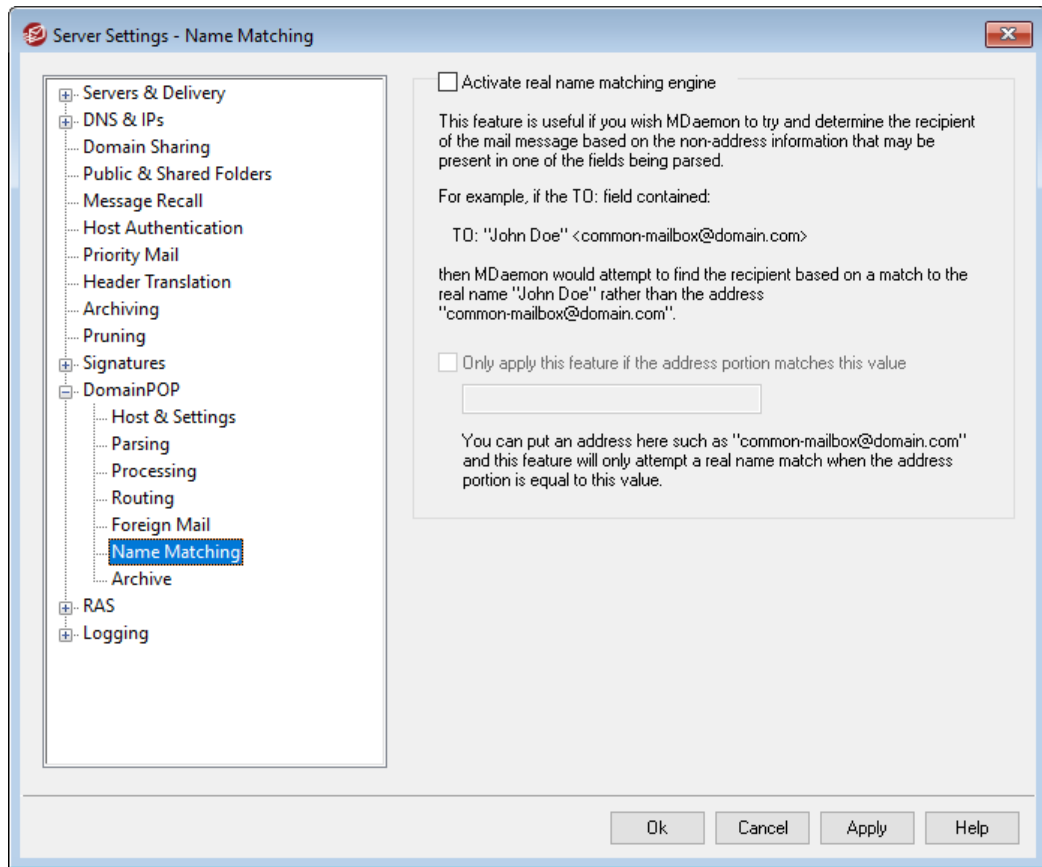 Server Settings - Name Matching
Servers & Delivery
DNS & IPs
Domain Sharing
Public & Shared Folders
Message Recall
Host Authentication
Priority Mail
Header Translation
Archiving
Pruning
Signatures
DomainPOP
Host & Settings
Parsing
Processing
Routing
Foreign Mail
Name Matching
Archive
RAS
Logging
Activate real name matching engine
This feature is useful if you wish MDaemon to try and determine the recipient
of the mail message based on the non-address information that may be
present in one of the fields being parsed.
For example, if the TO: field contained:
TO: "John Doe" <common-mailbox@domain.com>
then MDaemon would attempt to find the recipient based on a match to the
real name "John Doe" rather than the address
"common-mailbox@domain.com".
Only apply this feature if the address portion matches this value
You can put an address here such as "common-mailbox@domain.com"
and this feature will only attempt a real name match when the address
portion is equal to this value.
Ok
Cancel
Apply
Help